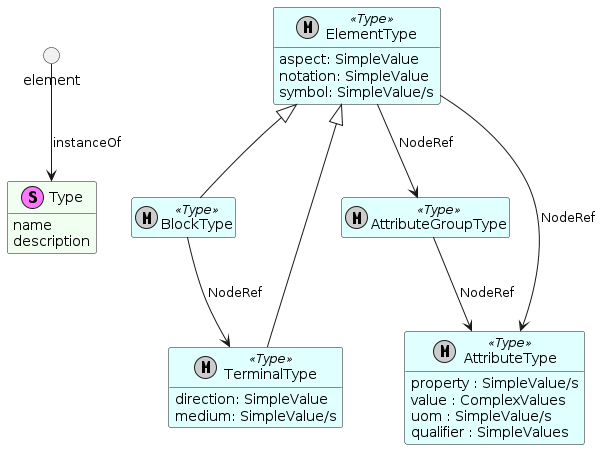 element
instanceOf
S Type
name
description
M «Type»
ElementType
aspect: SimpleValue
notation: SimpleValue
symbol: SimpleValue/s
NodeRef
NodeRef
M «Type»
BlockType
M «Type»
AttributeGroupType
NodeRef
NodeRef
M «Type»
TerminalType
direction: SimpleValue
medium: SimpleValue/s
M «Type»
AttributeType
property : SimpleValue/s
value : ComplexValues
uom : SimpleValue/s
qualifier : SimpleValues